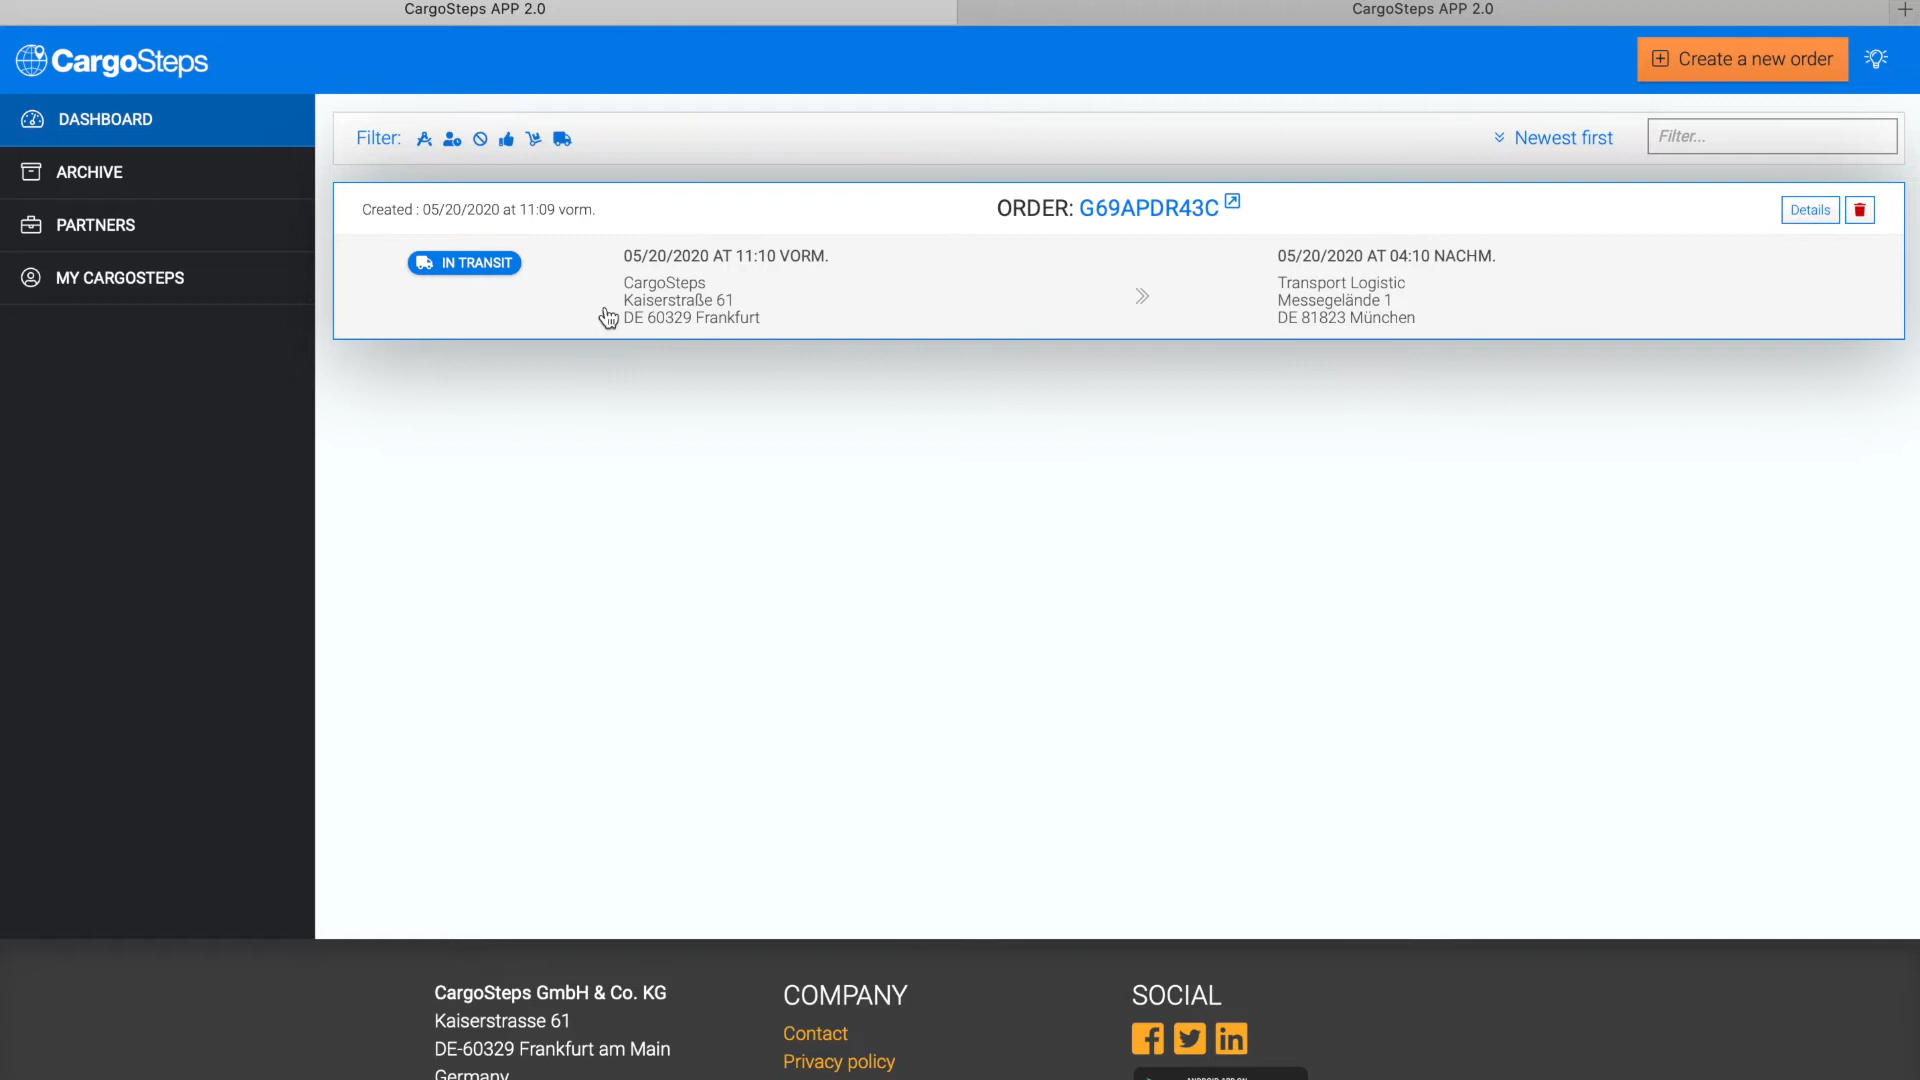 CargoSteps APP 2.0
CargoSteps APP 2.0
CargoSteps
Create a new order
DASHBOARD
ARCHIVE
PARTNERS
MY CARGOSTEPS
Filter:
Newest first
Filter...
Created : 05/20/2020 at 11:09 vorm.
ORDER: G69APDR43C
Details
IN TRANSIT
05/20/2020 AT 11:10 VORM.
CargoSteps
Kaiserstraße 61
DE 60329 Frankfurt
05/20/2020 AT 04:10 NACHM.
Transport Logistic
Messegelände 1
DE 81823 München
CargoSteps GmbH & Co. KG
Kaiserstrasse 61
DE-60329 Frankfurt am Main
Germany
COMPANY
Contact
Privacy policy
SOCIAL
ANDROID APP ON